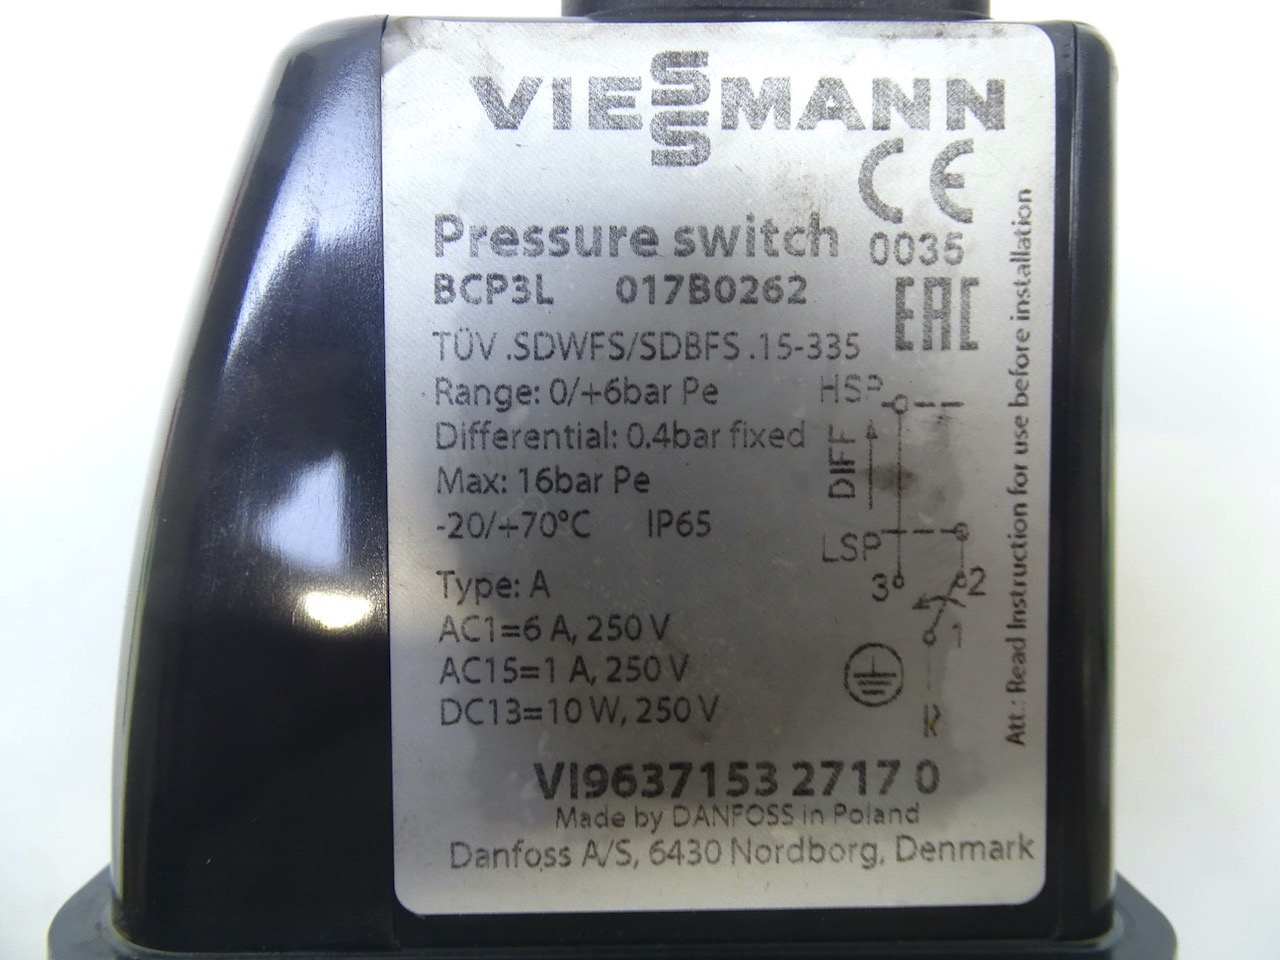 VIESSMANN
CE
0035
EAC
Pressure switch
BCP3L 017B0262
TÜV .SDWFS/SDBFS .15-335
Range: 0/+6bar Pe
Differential: 0.4bar fixed
Max: 16bar Pe
-20/+70°C IP65
Type: A
AC1=6 A, 250 V
AC15=1 A, 250 V
DC13=10 W, 250 V
HSP
DIFF
LSP
3
2
1
R
Att.: Read Instruction for use before installation
VI9637153 2717 0
Made by DANFOSS in Poland
Danfoss A/S, 6430 Nordborg, Denmark